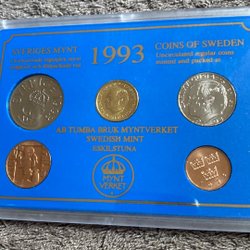 SVERIGES MYNT
1993
COINS OF SWEDEN
Uncirculated regular coins
minted and packed at
AB TUMBA BRUK MYNTVERKET
SWEDISH MINT
ESKILSTUNA
MYNT
VERKET